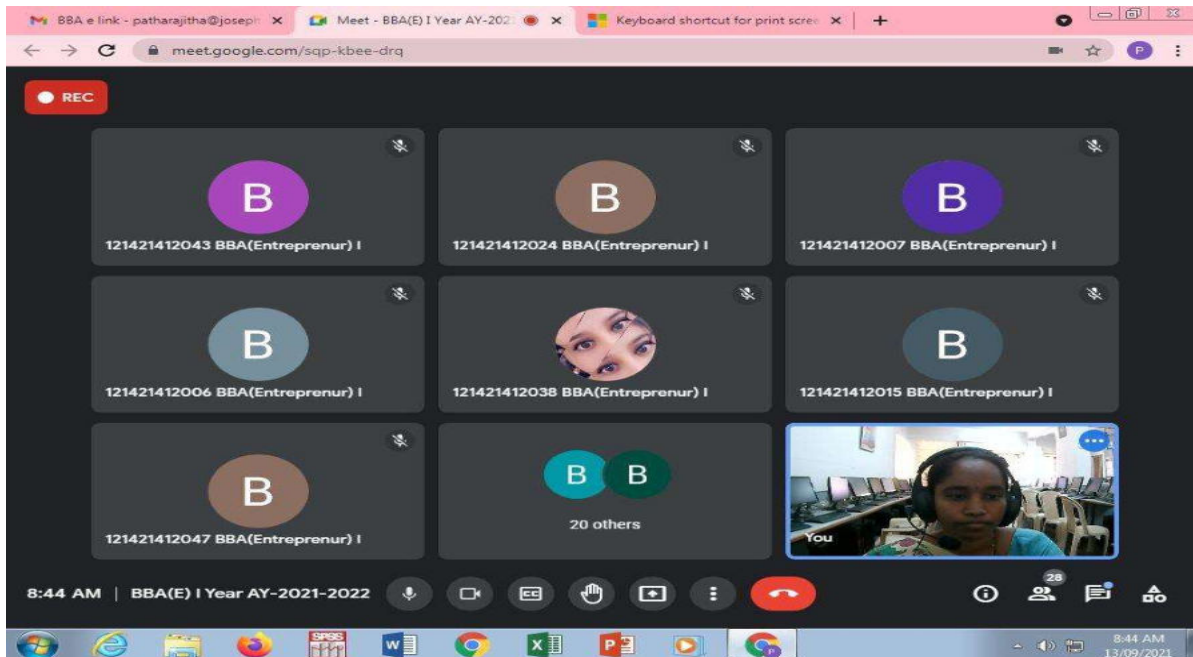 BBA e link - patharajitha@joseph
Meet - BBA(E) I Year AY-202
Keyboard shortcut for print scree
meet.google.com/sqp-kbee-drq
P
REC
B
B
B
121421412043 BBA(Entreprenur) I
121421412024 BBA(Entreprenur) I
121421412007 BBA(Entreprenur) I
B
B
121421412006 BBA(Entreprenur) I
121421412038 BBA(Entreprenur) I
121421412015 BBA(Entreprenur) I
B
B B
20 others
121421412047 BBA(Entreprenur) I
You
8:44 AM | BBA(E) I Year AY-2021-2022
CC
28
SPSS
W
X
P
P
8:44 AM
13/09/2021